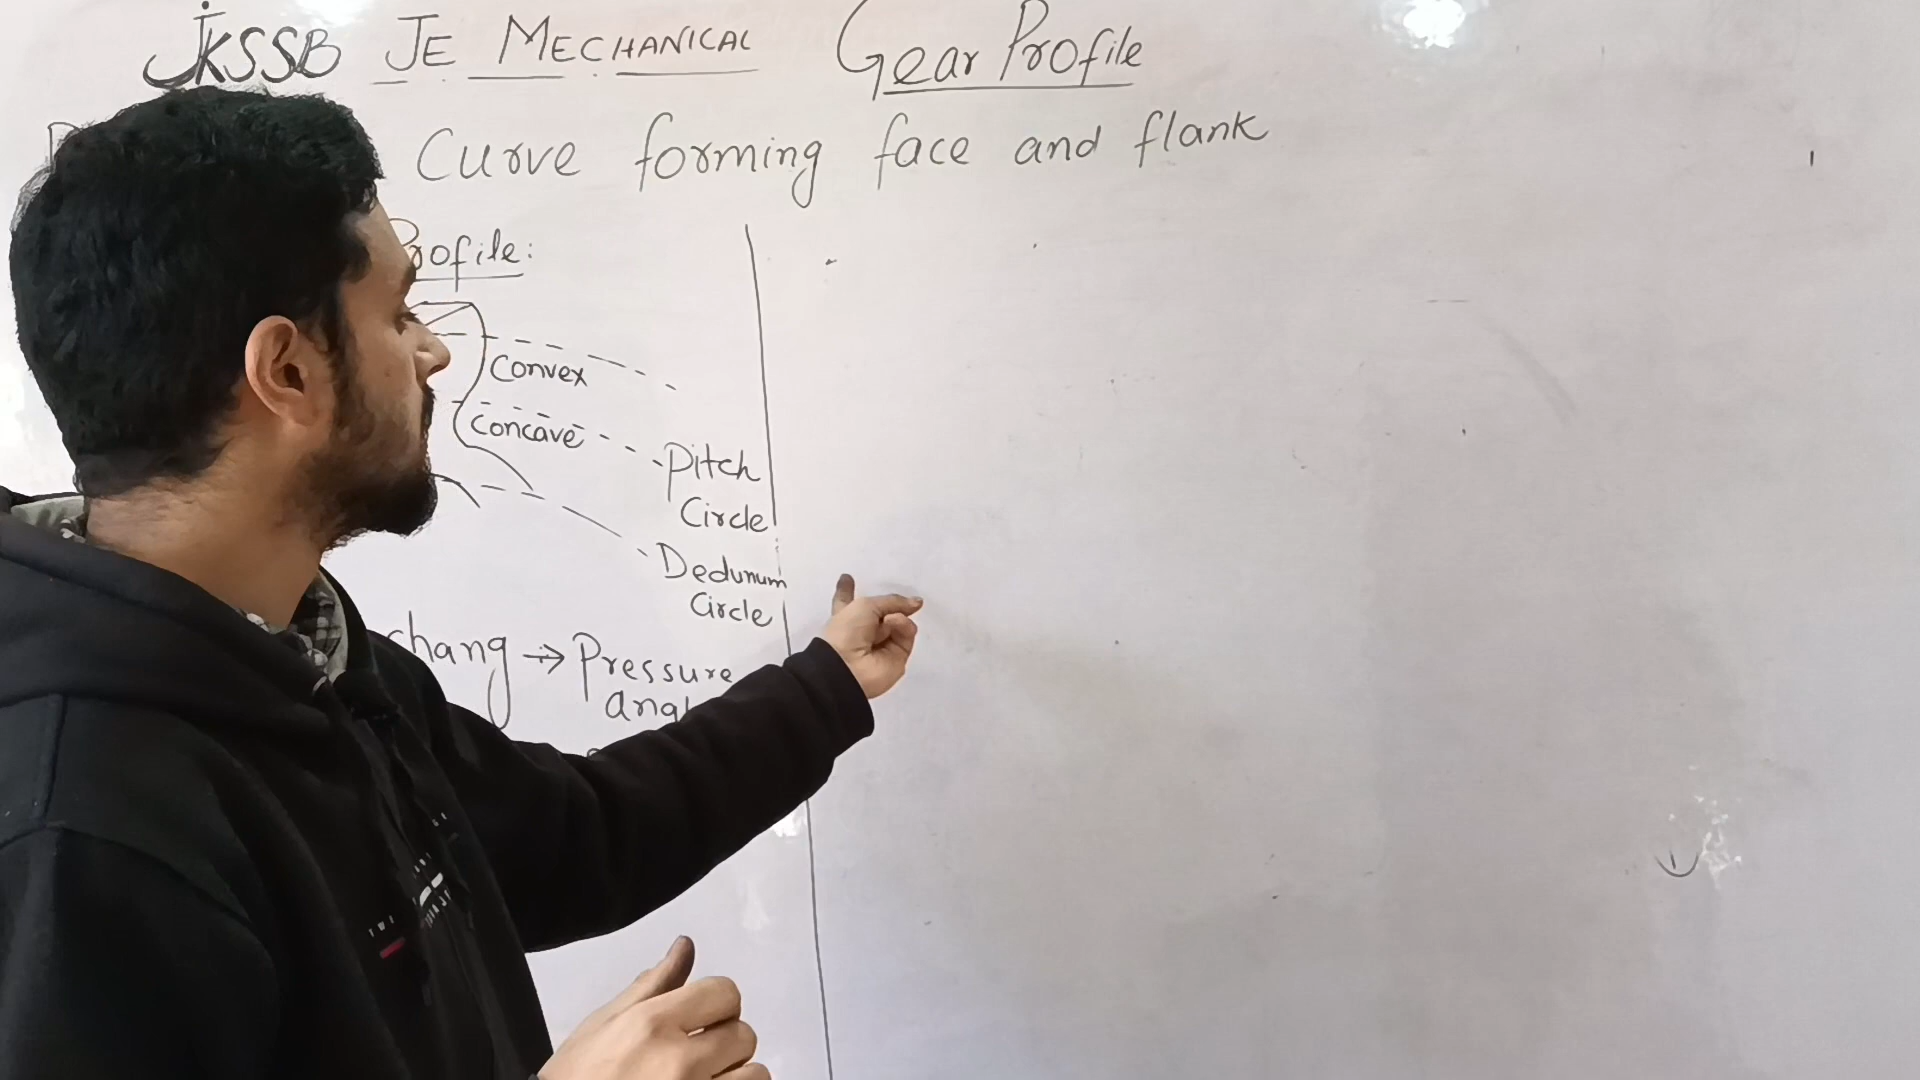 JKSSB JE MECHANICAL Gear Profile
Curve forming face and flank
Profile:
Convex
Concave
Pitch
Circle
Dedunum
Circle
chang → Pressure